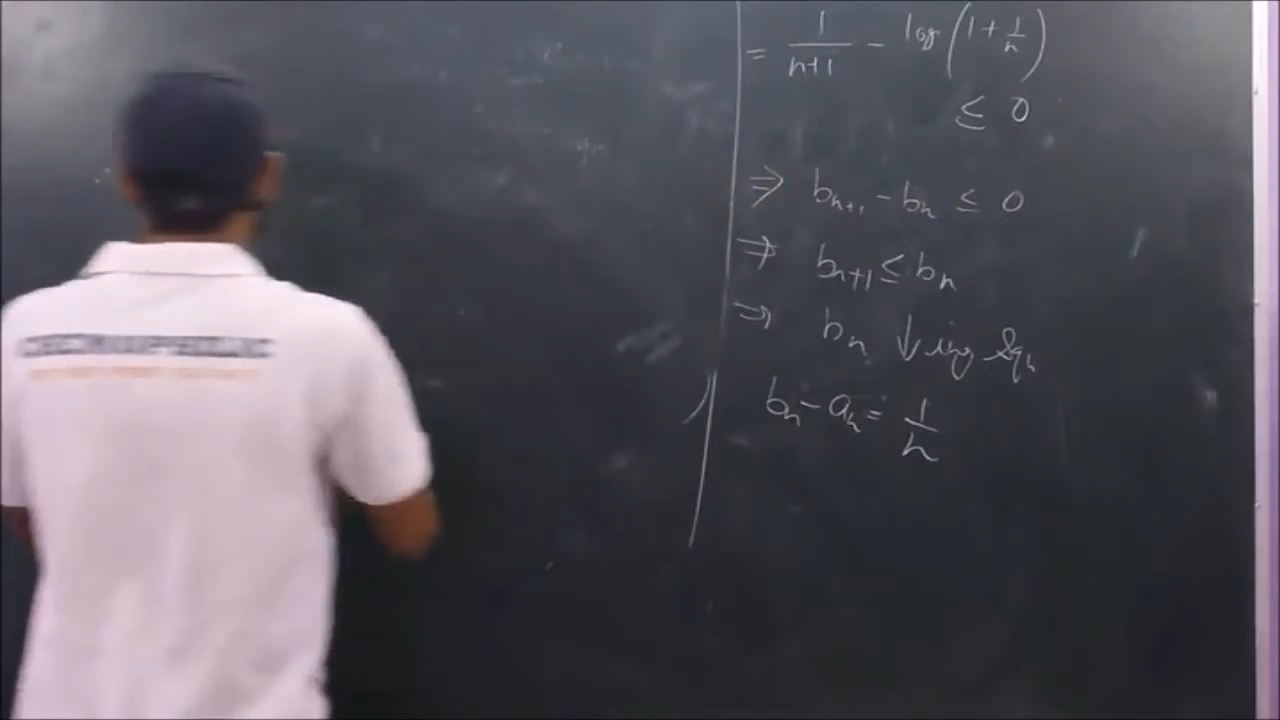 = 1/(n+1) - log(1 + 1/n)
≤ 0
⇒ bₙ₊₁ - bₙ ≤ 0
⇒ bₙ₊₁ ≤ bₙ
⇒ bₙ ↓ing Sqn
bₙ - aₙ = 1/n